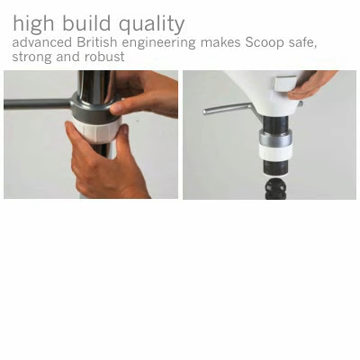 high build quality
advanced British engineering makes Scoop safe,
strong and robust